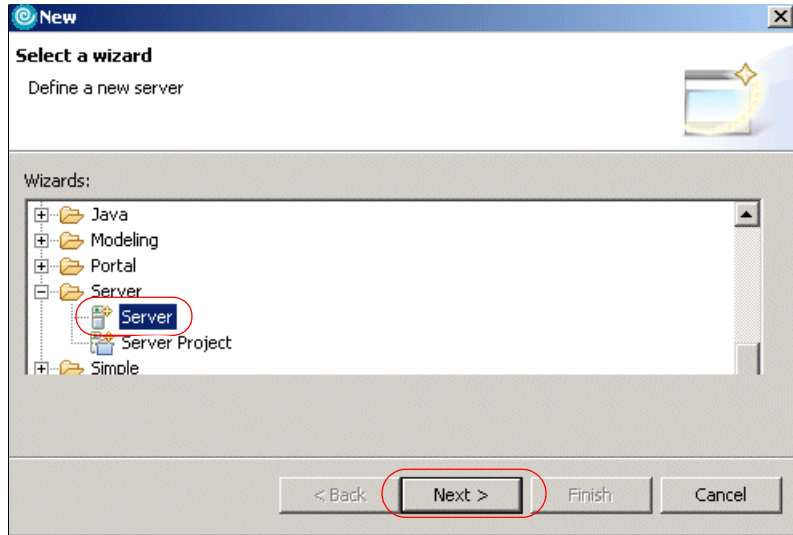 New
Select a wizard
Define a new server
Wizards:
Java
Modeling
Portal
Server
Server
Server Project
Simple
< Back Next > Finish Cancel